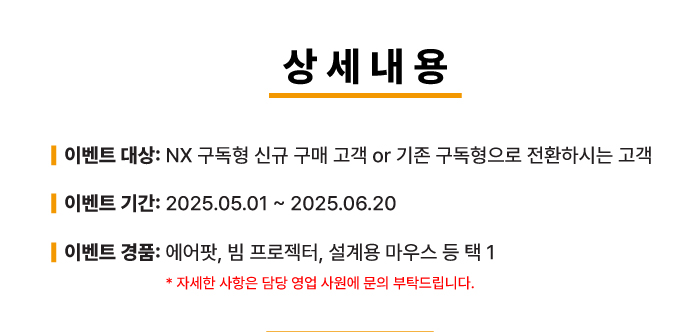 상세내용
이벤트 대상: NX 구독형 신규 구매 고객 or 기존 구독형으로 전환하시는 고객
이벤트 기간: 2025.05.01 ~ 2025.06.20
이벤트 경품: 에어팟, 빔 프로젝터, 설계용 마우스 등 택 1
* 자세한 사항은 담당 영업 사원에 문의 부탁드립니다.